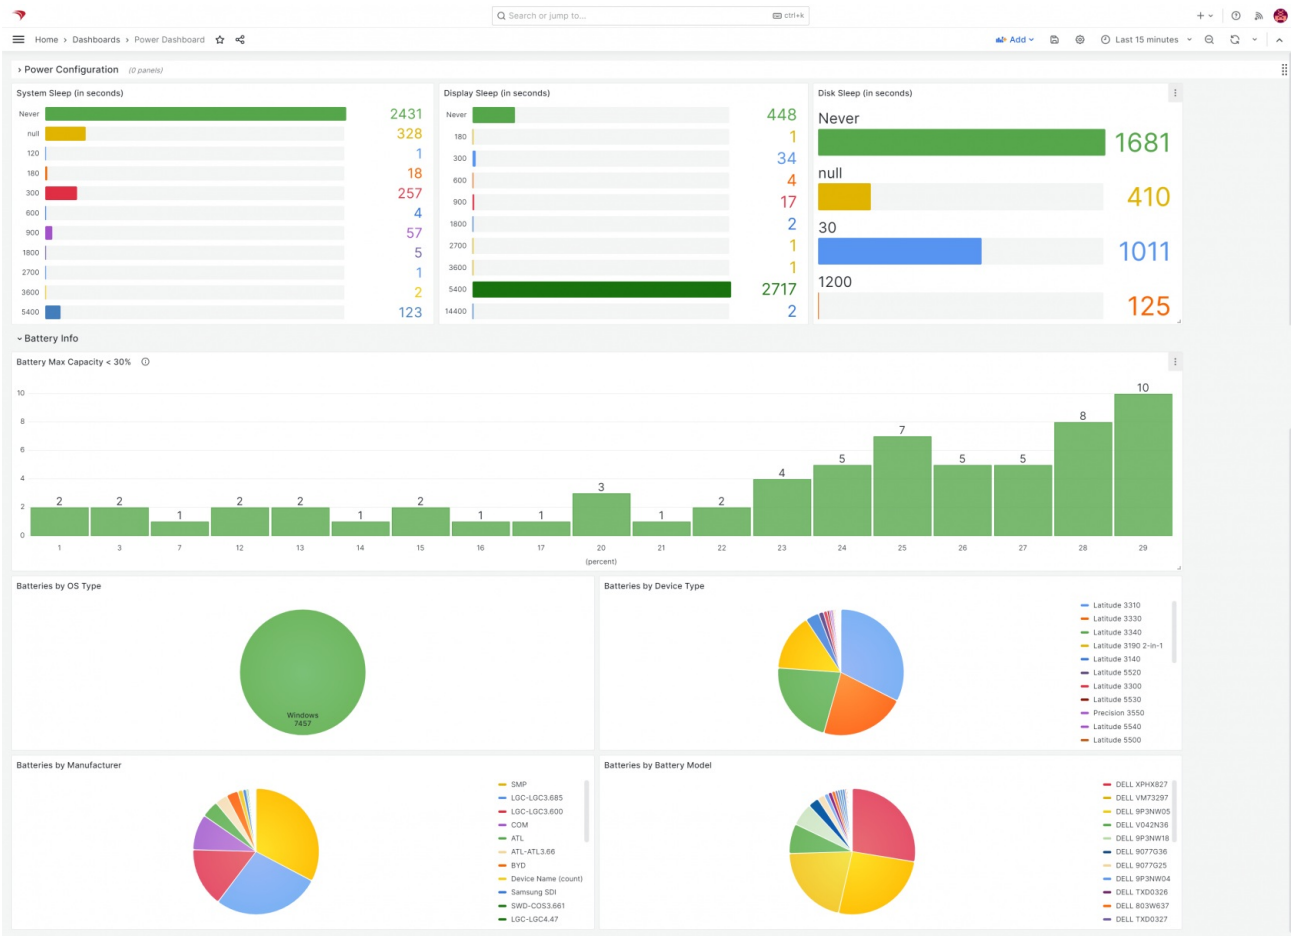 Search or jump to...
ctrl+k
Home › Dashboards › Power Dashboard
Add
Last 15 minutes
Power Configuration (0 panels)
System Sleep (in seconds)
Never 2431
null 328
120 1
180 18
300 257
600 4
900 57
1800 5
2700 1
3600 2
5400 123
Display Sleep (in seconds)
Never 448
180 1
300 34
600 4
900 17
1800 2
2700 1
3600 1
5400 2717
14400 2
Disk Sleep (in seconds)
Never
1681
null
410
30
1011
1200
125
Battery Info
Battery Max Capacity < 30%
10
8
6
4
2
0
2 2 1 2 2 1 2 1 1 3 1 2 4 5 7 5 5 8 10
1 3 7 12 13 14 15 16 17 20 21 22 23 24 25 26 27 28 29
(percent)
Batteries by OS Type
Windows
7457
Batteries by Device Type
Latitude 3310
Latitude 3330
Latitude 3340
Latitude 3190 2-in-1
Latitude 3140
Latitude 5520
Latitude 3300
Latitude 5530
Precision 3550
Latitude 5540
Latitude 5500
Batteries by Manufacturer
SMP
LGC-LGC3.685
LGC-LGC3.600
COM
ATL
ATL-ATL3.66
BYD
Device Name (count)
Samsung SDI
SWD-COS3.661
LGC-LGC4.47
Batteries by Battery Model
DELL XPHX827
DELL VM73297
DELL 9P3NW05
DELL V042N36
DELL 9P3NW18
DELL 9077G36
DELL 9077G25
DELL 9P3NW04
DELL TXD0326
DELL 803W637
DELL TXD0327